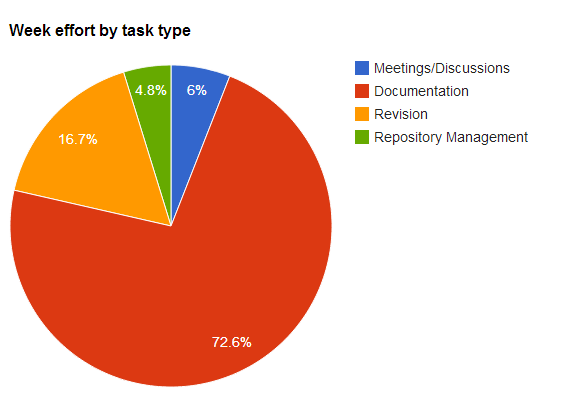 Week effort by task type
Meetings/Discussions
Documentation
Revision
Repository Management
4.8%
6%
16.7%
72.6%